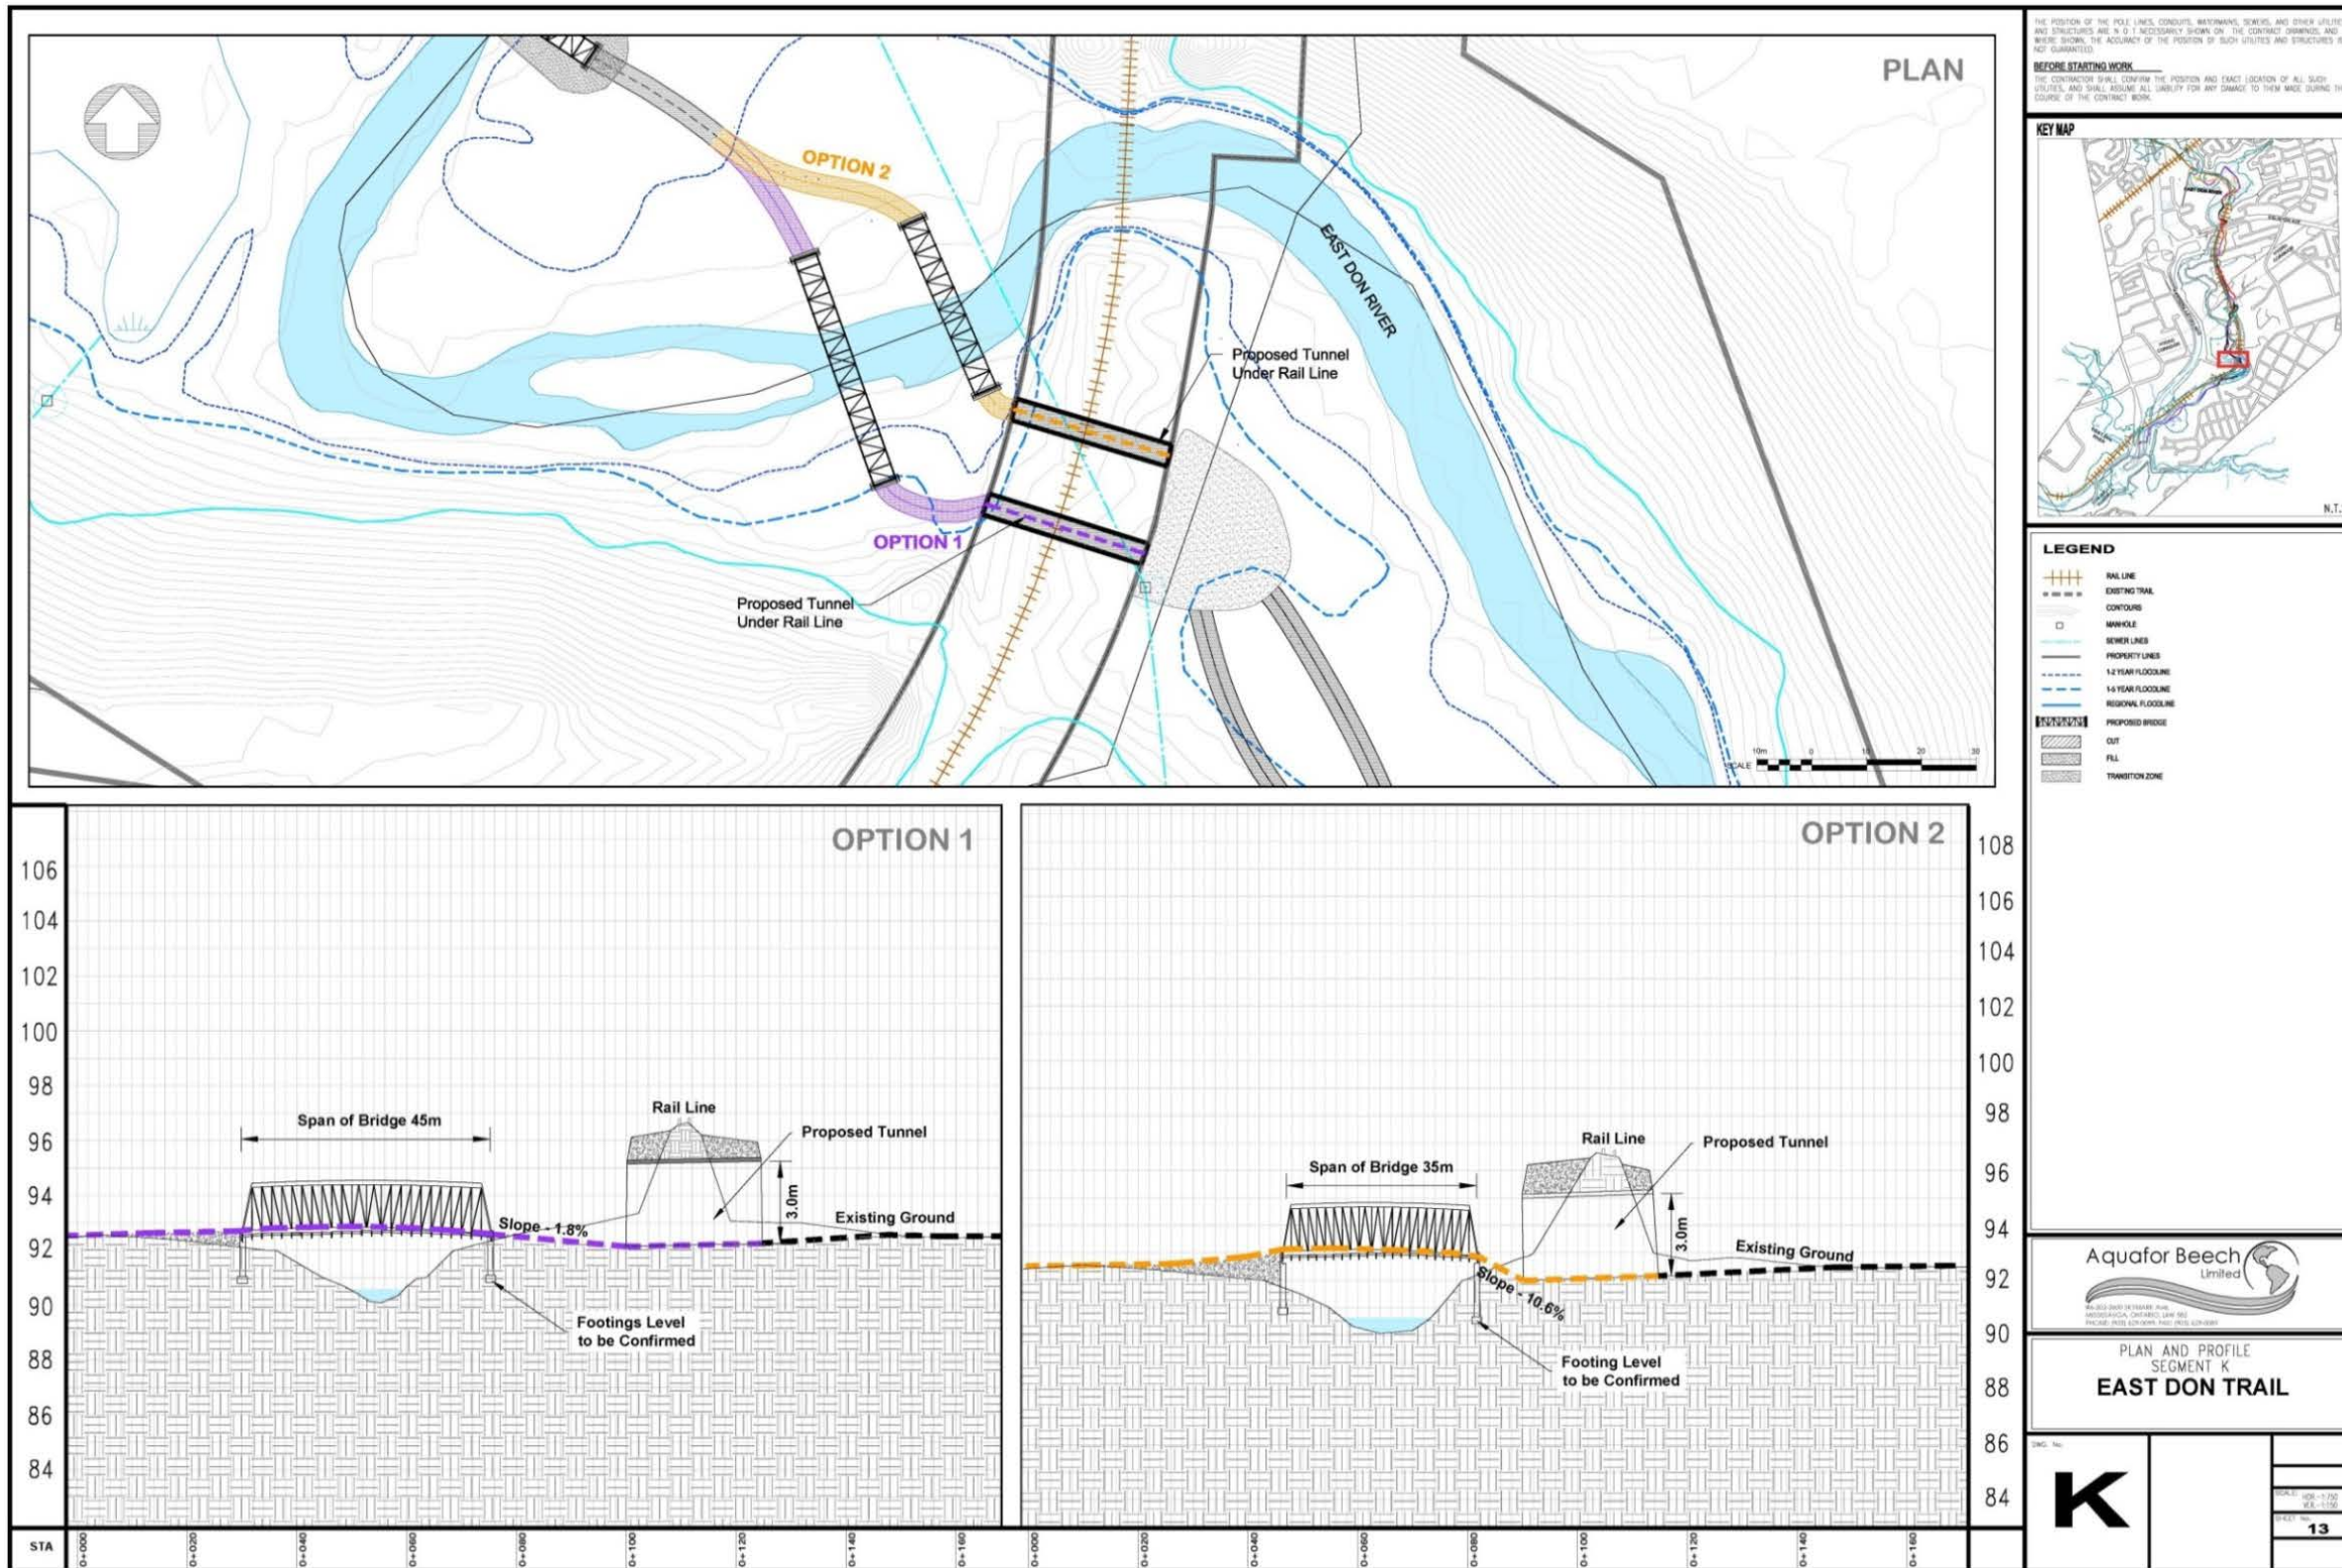 PLAN
OPTION 2
EAST DON RIVER
Proposed Tunnel
Under Rail Line
OPTION 1
Proposed Tunnel
Under Rail Line
10m 0 10 20 30
SCALE
THE POSITION OF THE POLE LINES, CONDUITS, WATERMAINS, SEWERS, AND OTHER UTILITIES
AND STRUCTURES ARE N O T NECESSARILY SHOWN ON THE CONTRACT DRAWINGS, AND
WHERE SHOWN, THE ACCURACY OF THE POSITION OF SUCH UTILITIES AND STRUCTURES IS
NOT GUARANTEED.
BEFORE STARTING WORK
THE CONTRACTOR SHALL CONFIRM THE POSITION AND EXACT LOCATION OF ALL SUCH
UTILITIES, AND SHALL ASSUME ALL LIABILITY FOR ANY DAMAGE TO THEM MADE DURING THE
COURSE OF THE CONTRACT WORK.
KEY MAP
N.T.
LEGEND
RAIL LINE
EXISTING TRAIL
CONTOURS
MANHOLE
SEWER LINES
PROPERTY LINES
1-2 YEAR FLOODLINE
1-5 YEAR FLOODLINE
REGIONAL FLOODLINE
PROPOSED BRIDGE
CUT
FILL
TRANSITION ZONE
OPTION 1
106
104
102
100
98
96
94
92
90
88
86
84
Span of Bridge 45m
Rail Line
Proposed Tunnel
3.0m
Slope - 1.8%
Existing Ground
Footings Level
to be Confirmed
STA
0+000
0+020
0+040
0+060
0+080
0+100
0+120
0+140
0+160
OPTION 2
108
106
104
102
100
98
96
94
92
90
88
86
84
Span of Bridge 35m
Rail Line
Proposed Tunnel
3.0m
Slope - 10.6%
Existing Ground
Footing Level
to be Confirmed
0+000
0+020
0+040
0+060
0+080
0+100
0+120
0+140
0+160
Aquafor Beech
Limited
PLAN AND PROFILE
SEGMENT K
EAST DON TRAIL
DWG. No.
K
SCALE: HOR.-1:750
VER.-1:150
SHEET No.
13